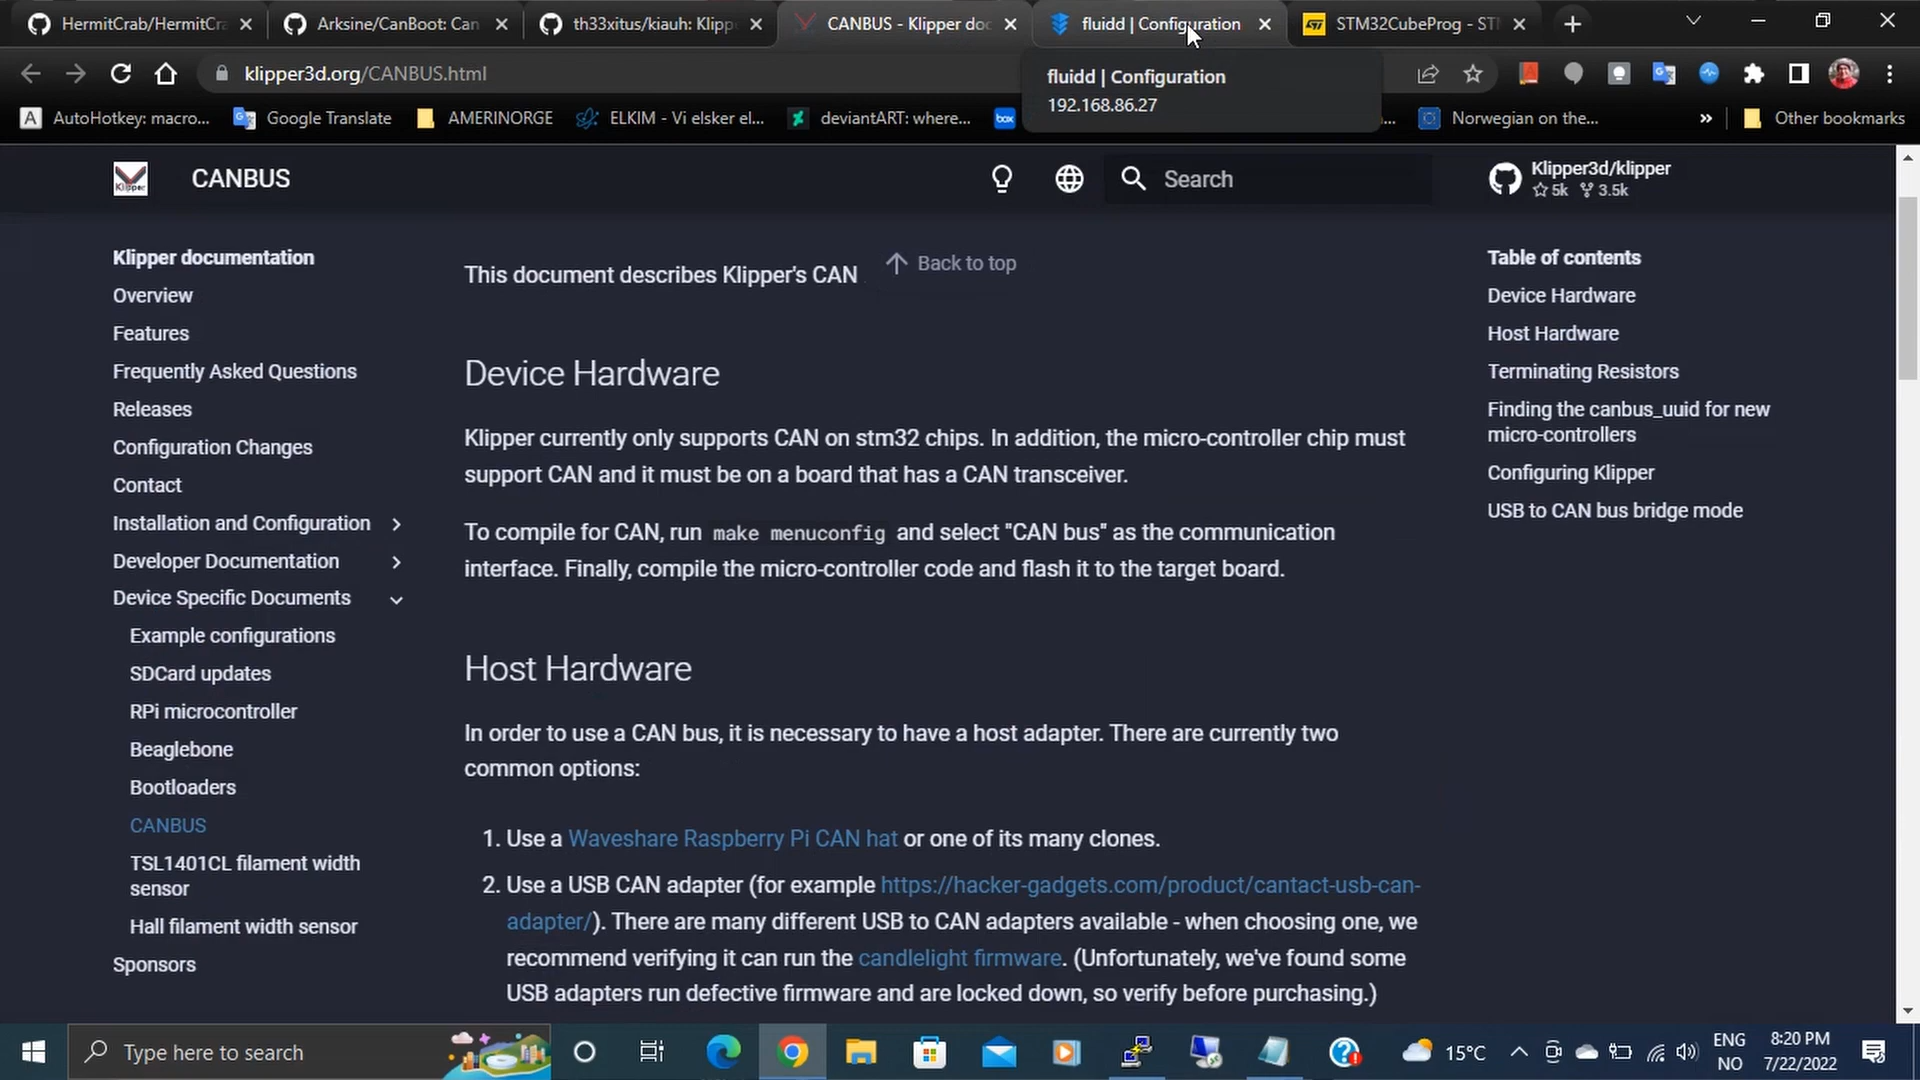 HermitCrab/HermitCra
Arksine/CanBoot: Can
th33xitus/kiauh: Klipp
CANBUS - Klipper doc
fluidd | Configuration
STM32CubeProg - STM
klipper3d.org/CANBUS.html
fluidd | Configuration
192.168.86.27
A
AutoHotkey: macro...
Google Translate
AMERINORGE
ELKIM - Vi elsker el...
deviantART: where...
box
...
Norwegian on the...
»
Other bookmarks
Klipper
CANBUS
Search
Klipper3d/klipper
5k 3.5k
Klipper documentation
Overview
Features
Frequently Asked Questions
Releases
Configuration Changes
Contact
Installation and Configuration
Developer Documentation
Device Specific Documents
Example configurations
SDCard updates
RPi microcontroller
Beaglebone
Bootloaders
CANBUS
TSL1401CL filament width
sensor
Hall filament width sensor
Sponsors
This document describes Klipper's CAN
Back to top
Device Hardware
Klipper currently only supports CAN on stm32 chips. In addition, the micro-controller chip must
support CAN and it must be on a board that has a CAN transceiver.
To compile for CAN, run make menuconfig and select "CAN bus" as the communication
interface. Finally, compile the micro-controller code and flash it to the target board.
Host Hardware
In order to use a CAN bus, it is necessary to have a host adapter. There are currently two
common options:
1. Use a Waveshare Raspberry Pi CAN hat or one of its many clones.
2. Use a USB CAN adapter (for example https://hacker-gadgets.com/product/cantact-usb-can-
adapter/). There are many different USB to CAN adapters available - when choosing one, we
recommend verifying it can run the candlelight firmware. (Unfortunately, we've found some
USB adapters run defective firmware and are locked down, so verify before purchasing.)
Table of contents
Device Hardware
Host Hardware
Terminating Resistors
Finding the canbus_uuid for new
micro-controllers
Configuring Klipper
USB to CAN bus bridge mode
Type here to search
15°C
ENG
NO
8:20 PM
7/22/2022